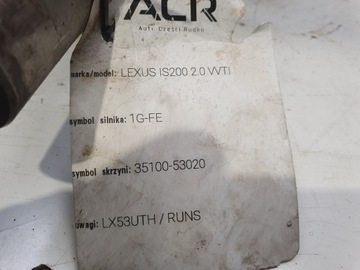 ACR
Auto Części Rudno
marka/model: LEXUS IS200 2.0 VVTI
symbol silnika: 1G-FE
symbol skrzyni: 35100-53020
uwagi: LX53UTH / RUNS